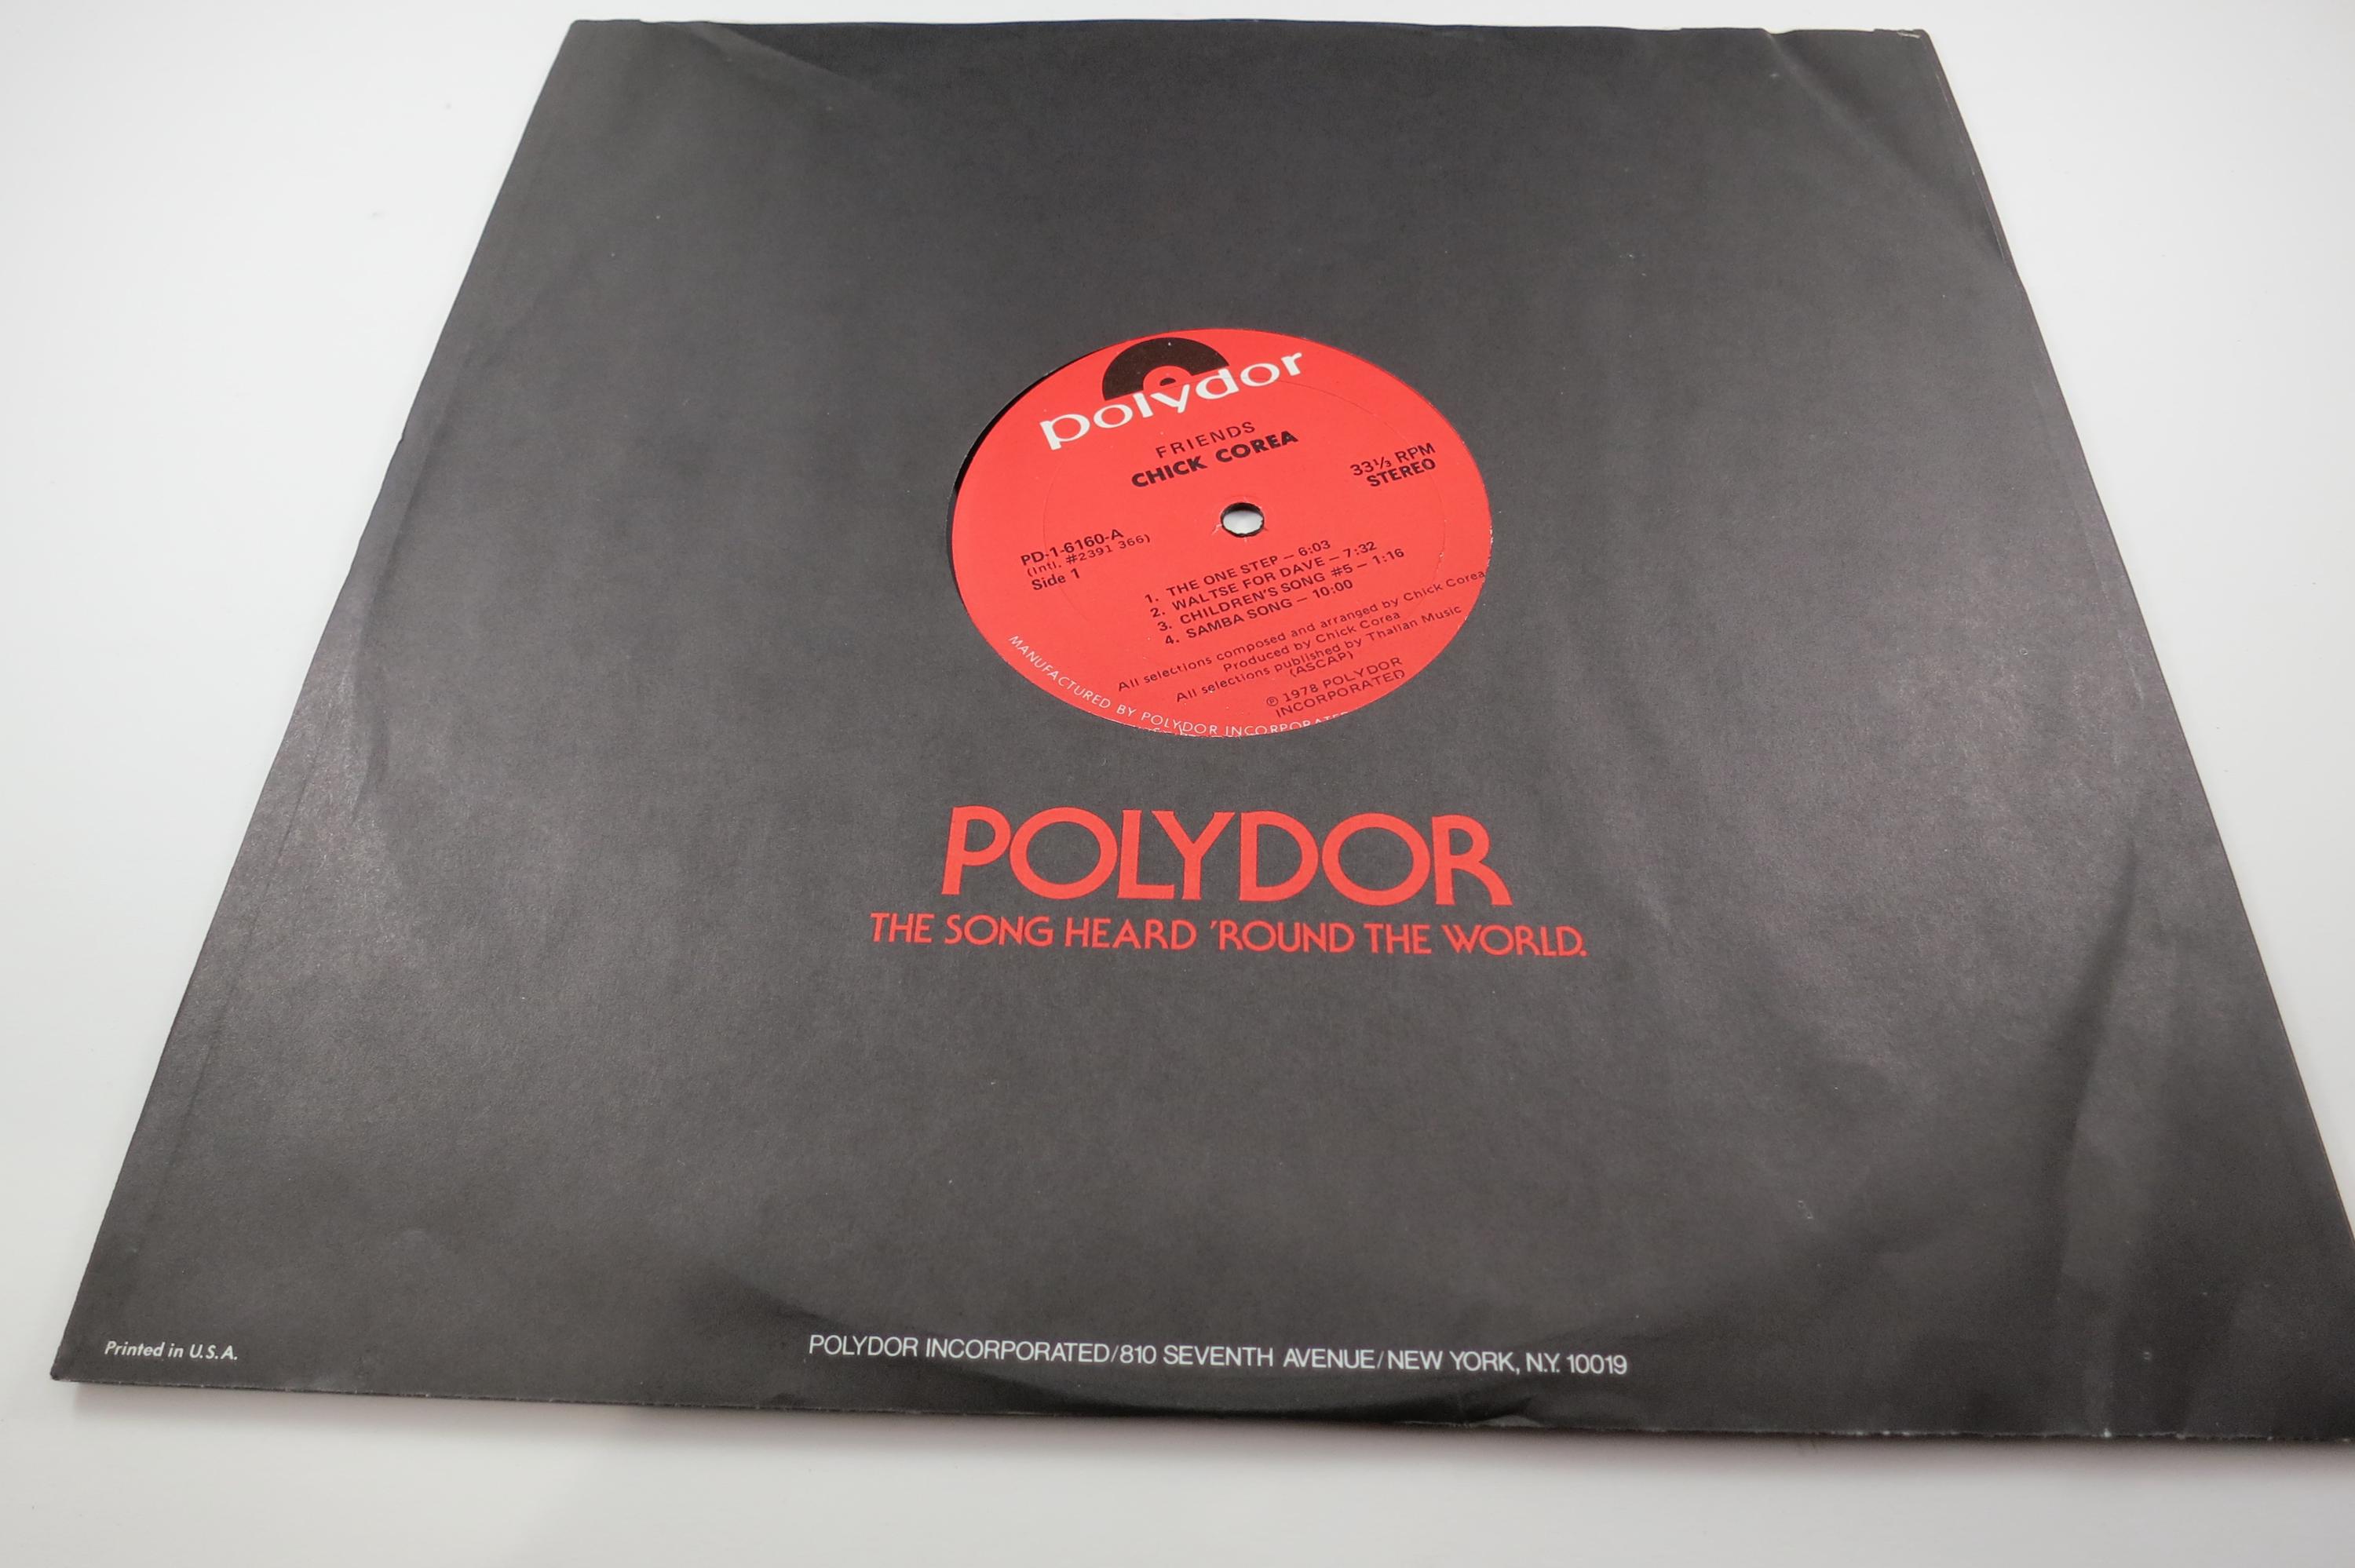 polydor
FRIENDS
CHICK COREA
33⅓ RPM
STEREO
PD-1-6160-A
(Intl. #2391 366)
Side 1
1. THE ONE STEP — 6:03
2. WALTSE FOR DAVE — 7:32
3. CHILDREN'S SONG #5 — 1:16
4. SAMBA SONG — 10:00
All selections composed and arranged by Chick Corea
Produced by Chick Corea
All selections published by Thallan Music
(ASCAP)
℗ 1978 POLYDOR
INCORPORATED
MANUFACTURED BY POLYDOR INCORPORATED
POLYDOR
THE SONG HEARD 'ROUND THE WORLD.
Printed in U.S.A.
POLYDOR INCORPORATED/810 SEVENTH AVENUE/NEW YORK, N.Y. 10019